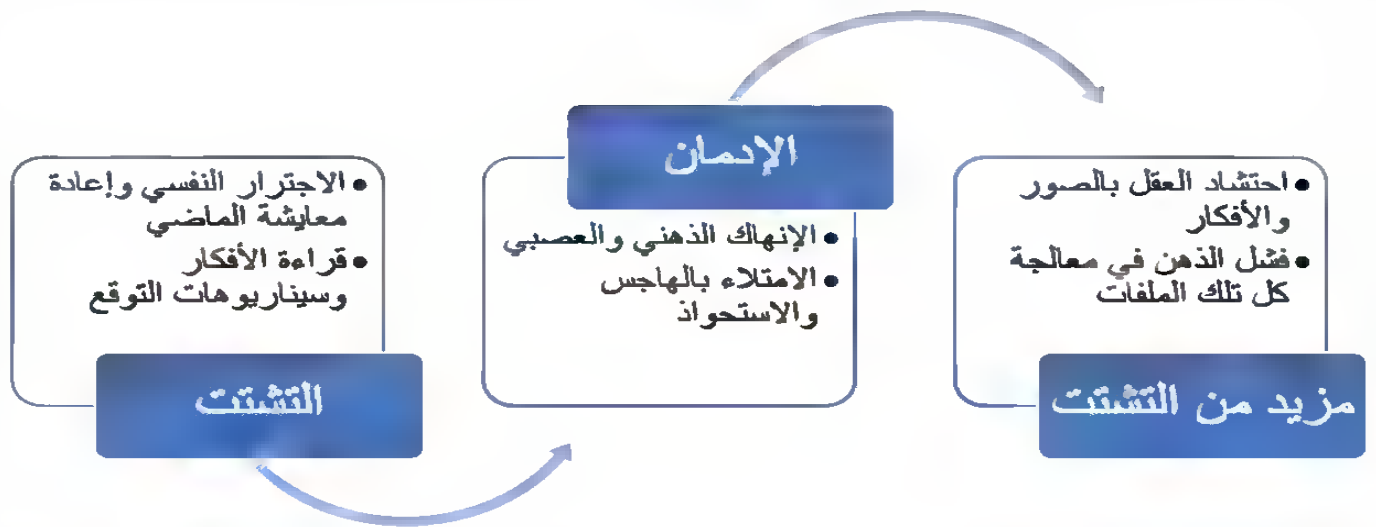 الاجترار النفسي وإعادة
معايشة الماضي
قراءة الأفكار
وسيناريوهات التوقع
التشتت
الإدمان
الإنهاك الذهني والعصبي
الامتلاء بالهاجس
والاستحواذ
احتشاد العقل بالصور
والأفكار
فشل الذهن في معالجة
كل تلك الملفات
مزيد من التشتت